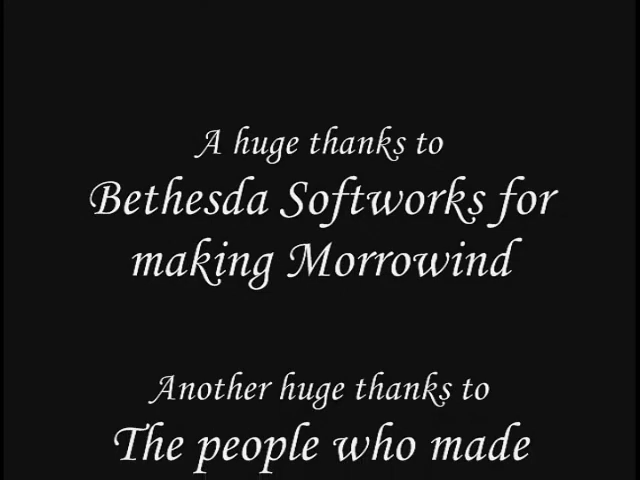 A huge thanks to
Bethesda Softworks for
making Morrowind
Another huge thanks to
The people who made